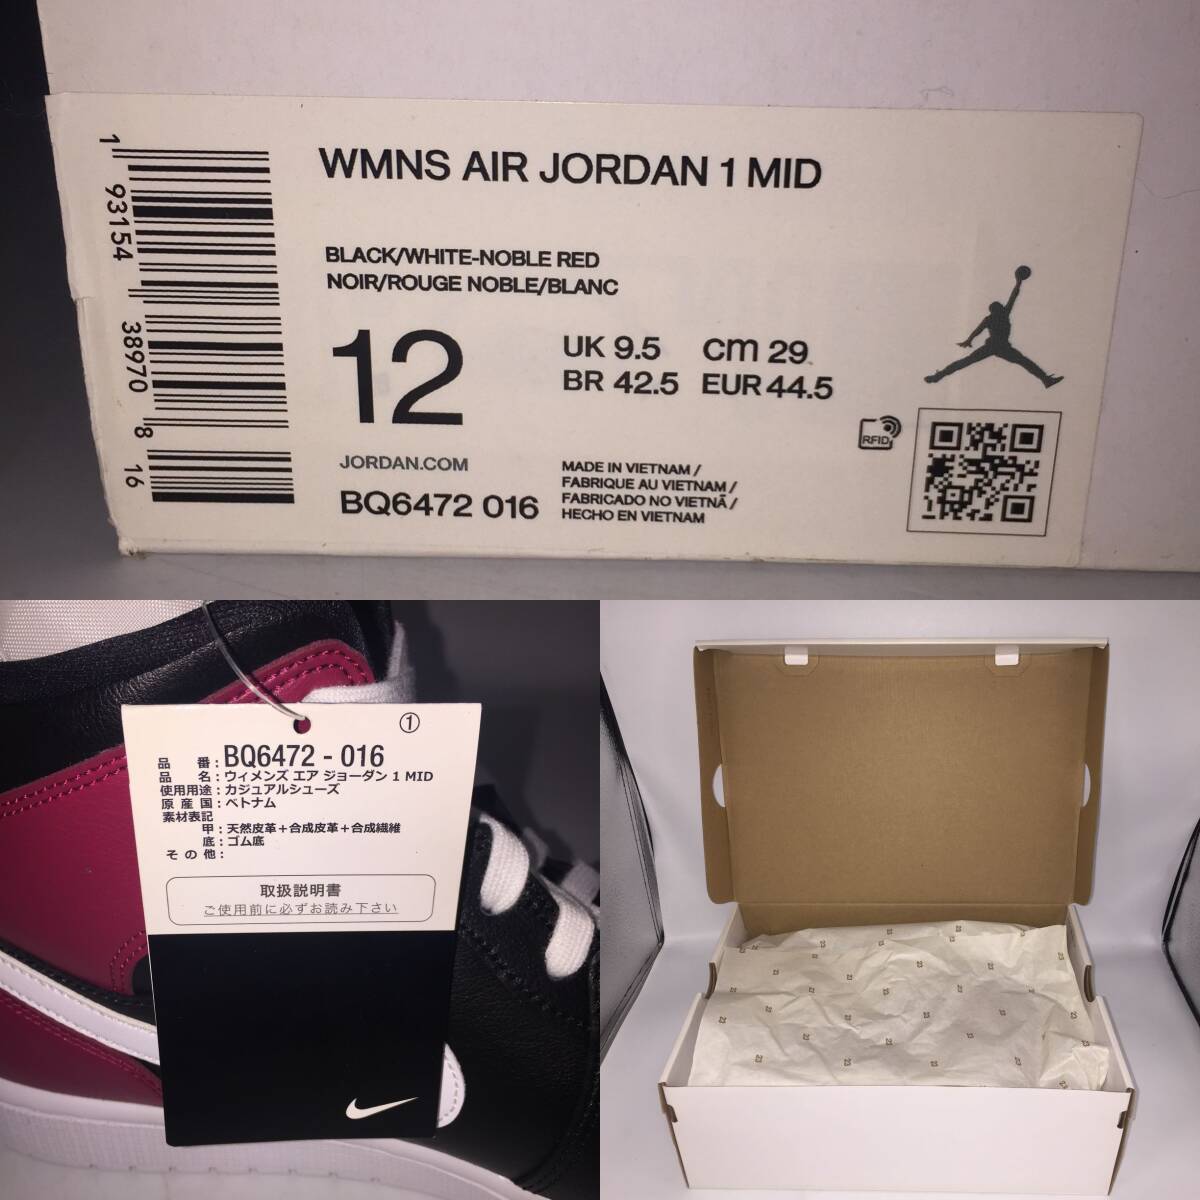 WMNS AIR JORDAN 1 MID
BLACK/WHITE-NOBLE RED
NOIR/ROUGE NOBLE/BLANC
12
UK 9.5 cm 29
BR 42.5 EUR 44.5
JORDAN.COM
BQ6472 016
MADE IN VIETNAM /
FABRIQUE AU VIETNAM /
FABRICADO NO VIETNÃ /
HECHO EN VIETNAM
RFID
1 93154 38970 8 16
①
品 番：BQ6472 - 016
品 名：ウィメンズ エア ジョーダン 1 MID
使用用途：カジュアルシューズ
原 産 国：ベトナム
素材表記
甲：天然皮革＋合成皮革＋合成繊維
底：ゴム底
そ の 他：
取扱説明書
ご使用前に必ずお読み下さい